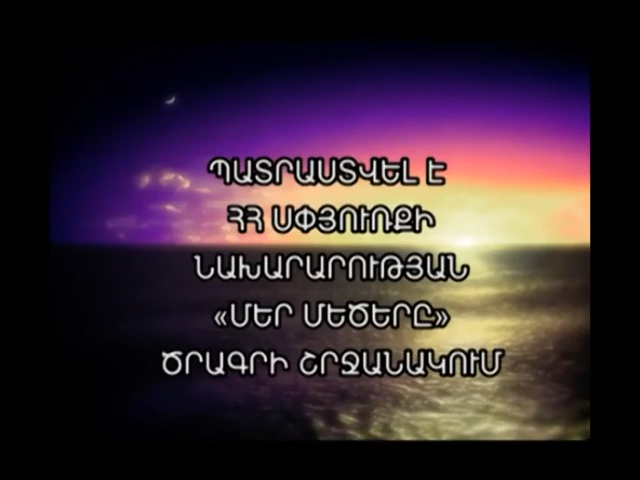 ՊԱՏՐԱՍՏՎԵԼ Է
ՀՀ ՍՓՅՈՒՌՔԻ
ՆԱԽԱՐԱՐՈՒԹՅԱՆ
«ՄԵՐ ՄԵԾԵՐԸ»
ԾՐԱԳՐԻ ՇՐՋԱՆԱԿՈՒՄ